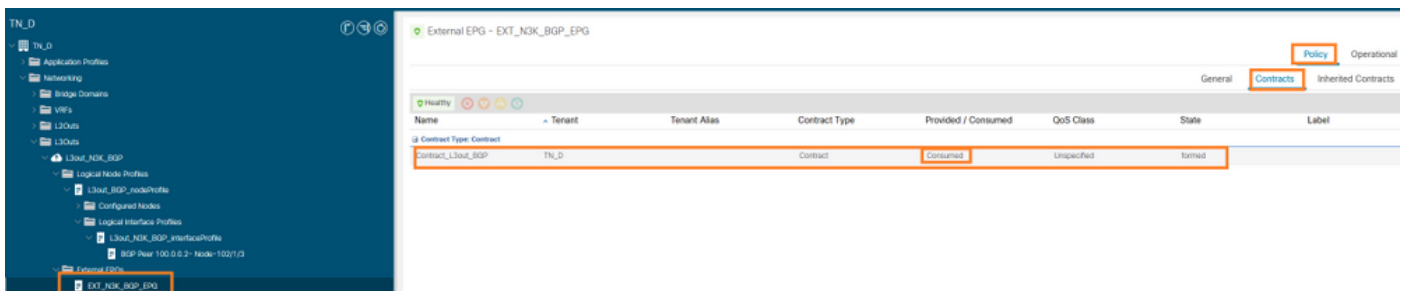 TN_D
TN_D
Application Profiles
Networking
Bridge Domains
VRFs
L2Outs
L3Outs
L3out_N3K_BGP
Logical Node Profiles
L3out_BGP_nodeProfile
Configured Nodes
Logical Interface Profiles
L3out_N3K_BGP_interfaceProfile
BGP Peer 100.0.0.2- Node-102/1/3
External EPGs
EXT_N3K_BGP_EPG
External EPG - EXT_N3K_BGP_EPG
Policy Operational
General Contracts Inherited Contracts
Healthy
Name Tenant Tenant Alias Contract Type Provided / Consumed QoS Class State Label
Contract Type: Contract
Contract_L3out_BGP TN_D Contract Consumed Unspecified formed